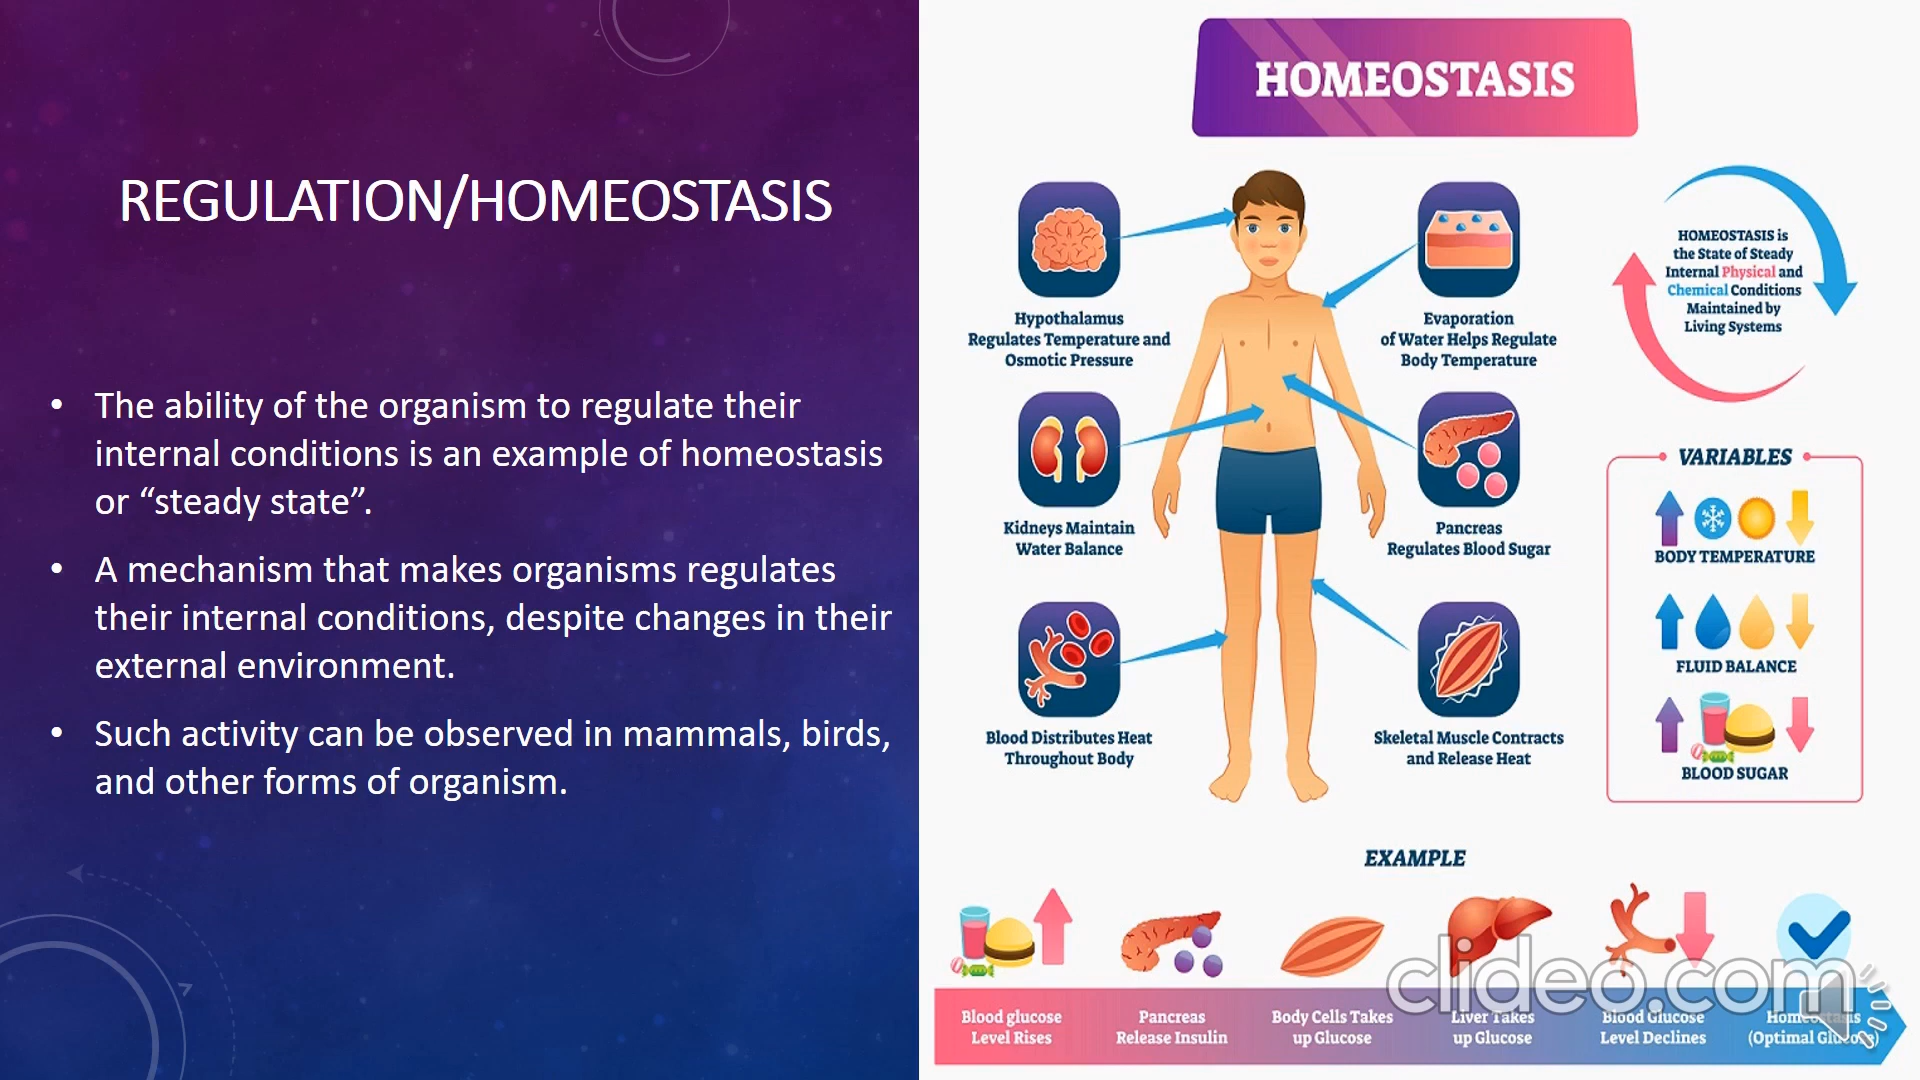 REGULATION/HOMEOSTASIS
• The ability of the organism to regulate their
internal conditions is an example of homeostasis
or “steady state”.
• A mechanism that makes organisms regulates
their internal conditions, despite changes in their
external environment.
• Such activity can be observed in mammals, birds,
and other forms of organism.
HOMEOSTASIS
Hypothalamus
Regulates Temperature and
Osmotic Pressure
Evaporation
of Water Helps Regulate
Body Temperature
HOMEOSTASIS is
the State of Steady
Internal Physical and
Chemical Conditions
Maintained by
Living Systems
Kidneys Maintain
Water Balance
Pancreas
Regulates Blood Sugar
Blood Distributes Heat
Throughout Body
Skeletal Muscle Contracts
and Release Heat
VARIABLES
BODY TEMPERATURE
FLUID BALANCE
BLOOD SUGAR
EXAMPLE
Blood glucose
Level Rises
Pancreas
Release Insulin
Body Cells Takes
up Glucose
Liver Takes
up Glucose
Blood Glucose
Level Declines
Homeostasis
(Optimal Glucose)
clideo.com